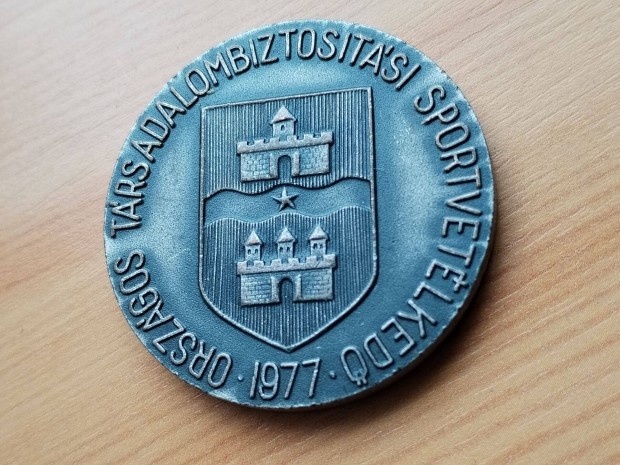 ORSZÁGOS TÁRSADALOMBIZTOSITÁSI SPORTVETÉLKEDŐ
· 1977 ·